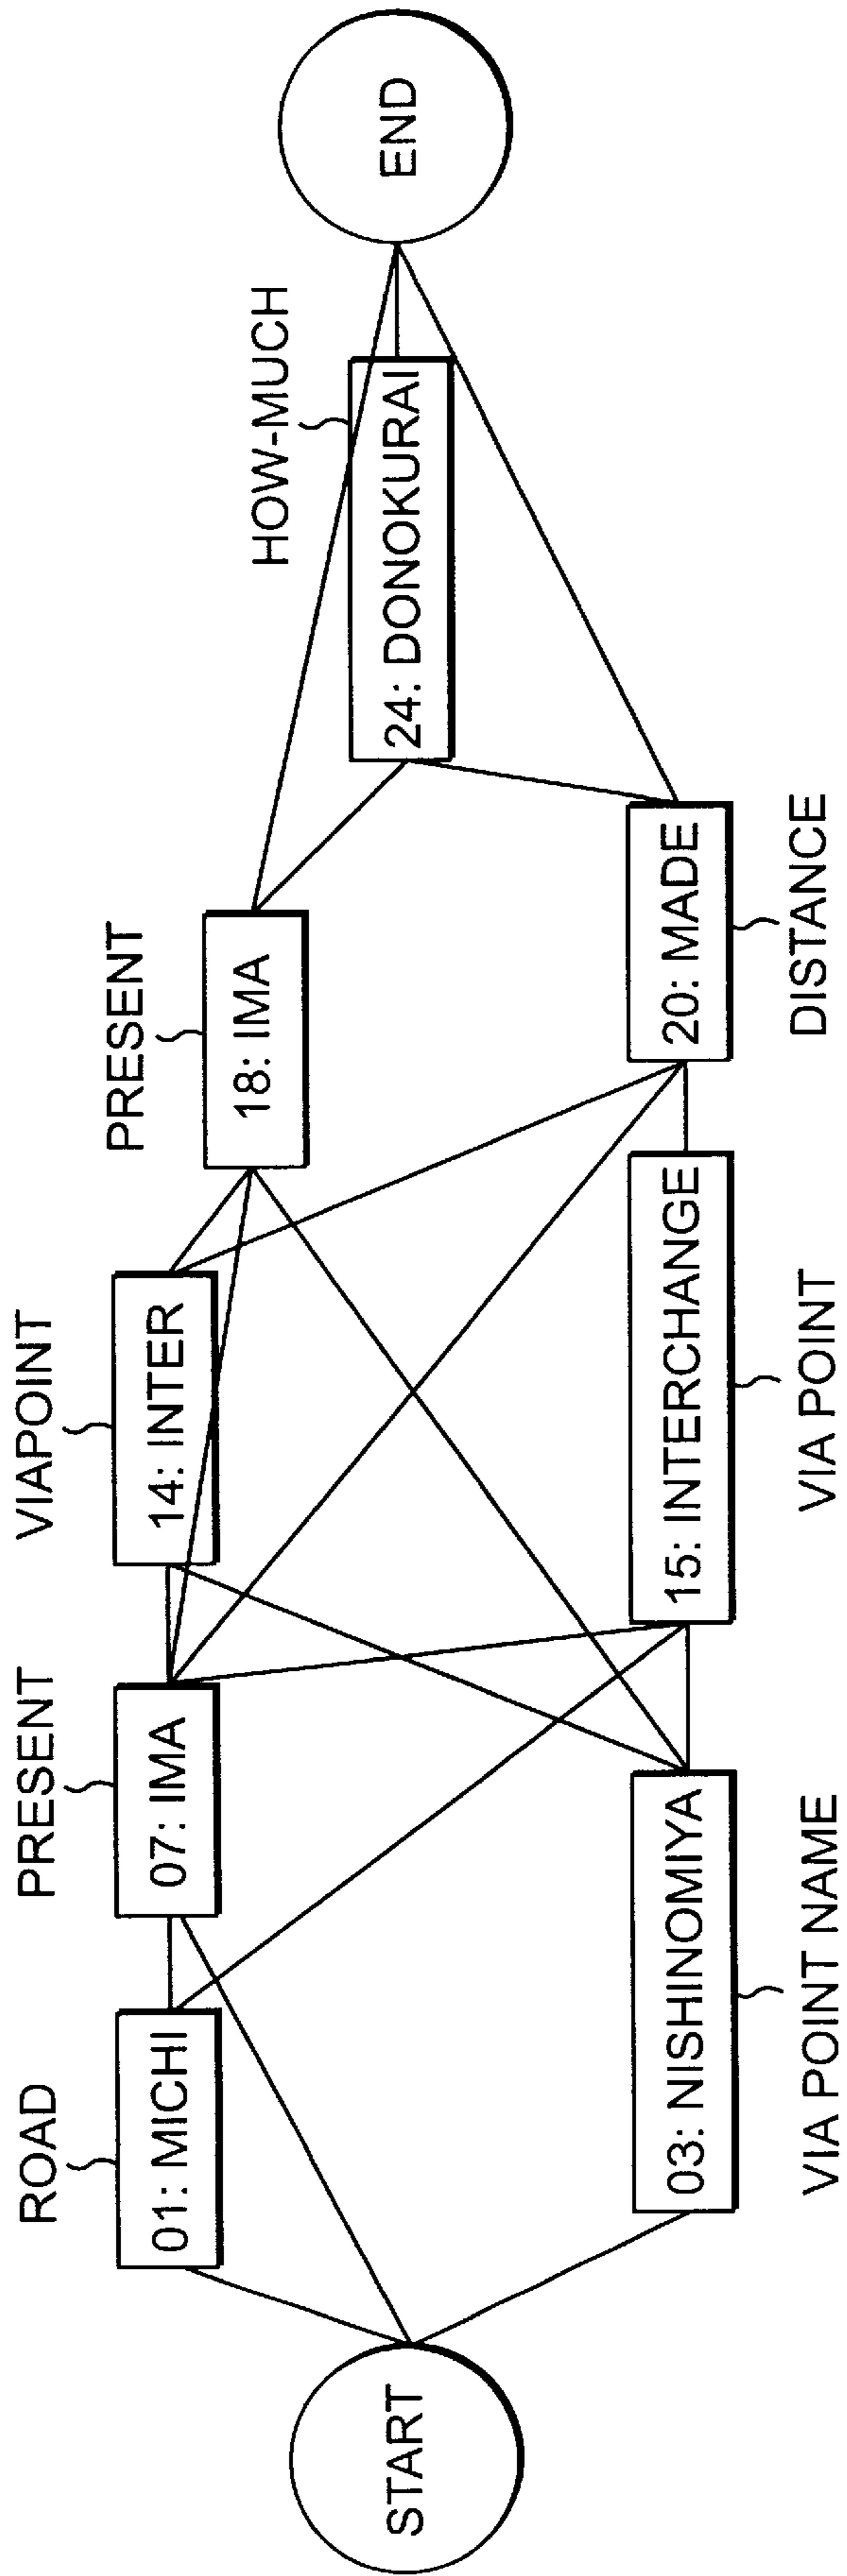 START
ROAD
01: MICHI
PRESENT
07: IMA
VIAPOINT
14: INTER
PRESENT
18: IMA
HOW-MUCH
24: DONOKURAI
END
03: NISHINOMIYA
VIA POINT NAME
15: INTERCHANGE
VIA POINT
20: MADE
DISTANCE